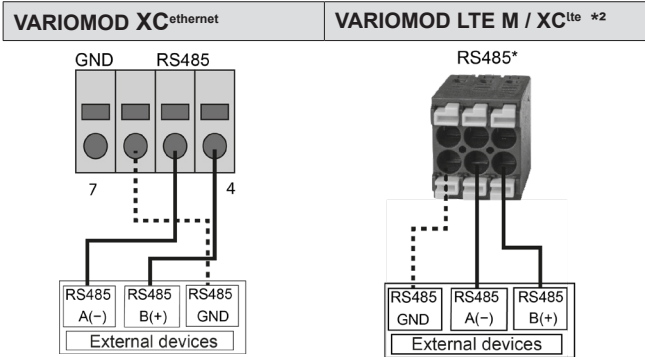 VARIOMOD XCethernet
VARIOMOD LTE M / XClte *²
GND RS485
7 4
RS485 A(−)
RS485 B(+)
RS485 GND
External devices
RS485*
RS485 GND
RS485 A(−)
RS485 B(+)
External devices